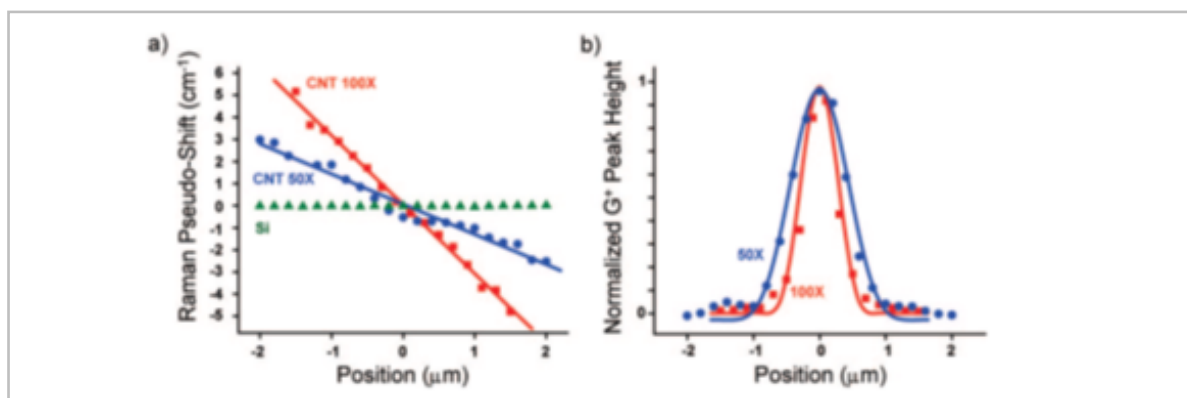 a)
Raman Pseudo-Shift (cm⁻¹)
6
5
4
3
2
1
0
-1
-2
-3
-4
-5
CNT 100X
CNT 50X
Si
-2 -1 0 1 2
Position (μm)
b)
Normalized G⁺ Peak Height
1
0
50X
100X
-2 -1 0 1 2
Position (μm)